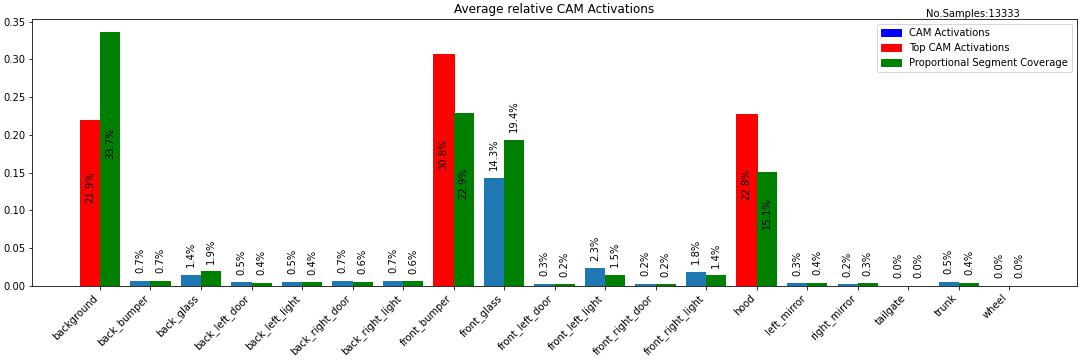 Average relative CAM Activations
No.Samples:13333
CAM Activations
Top CAM Activations
Proportional Segment Coverage
0.35
0.30
0.25
0.20
0.15
0.10
0.05
0.00
21.9%
33.7%
0.7%
0.7%
1.4%
1.9%
0.5%
0.4%
0.5%
0.4%
0.7%
0.6%
0.7%
0.6%
30.8%
22.9%
14.3%
19.4%
0.3%
0.2%
2.3%
1.5%
0.2%
0.2%
1.8%
1.4%
22.8%
15.1%
0.3%
0.4%
0.2%
0.3%
0.0%
0.0%
0.5%
0.4%
0.0%
0.0%
background
back_bumper
back_glass
back_left_door
back_left_light
back_right_door
back_right_light
front_bumper
front_glass
front_left_door
front_left_light
front_right_door
front_right_light
hood
left_mirror
right_mirror
tailgate
trunk
wheel